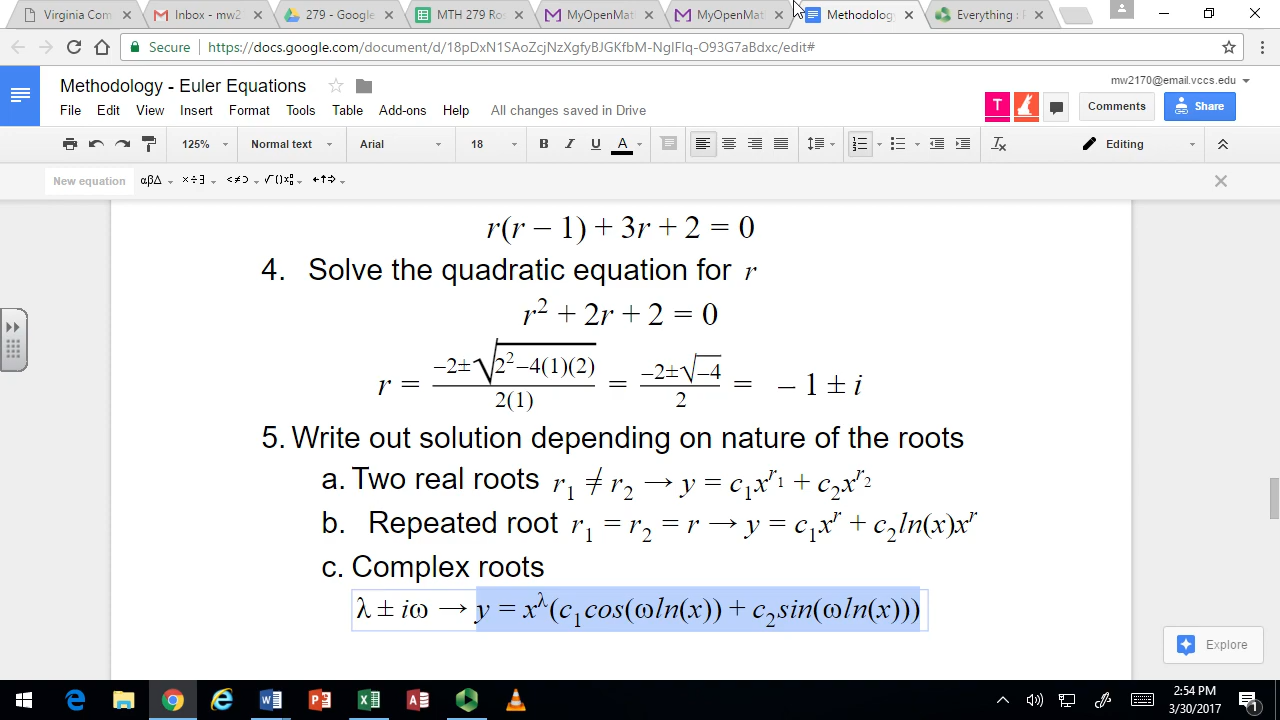 Virginia Com
Inbox - mw2
279 - Google
MTH 279 Ros
MyOpenMat
MyOpenMat
Methodolog
Everything : F
Secure
https://docs.google.com/document/d/18pDxN1SAoZcjNzXgfyBJGKfbM-NglFlq-O93G7aBdxc/edit#
Methodology - Euler Equations
mw2170@email.vccs.edu
File Edit View Insert Format Tools Table Add-ons Help All changes saved in Drive
T
Comments
Share
125% Normal text Arial 18 B I U A Editing
New equation αβΔ ×÷∃ <≠⊃ √()x ←↑⇒
r(r − 1) + 3r + 2 = 0
4. Solve the quadratic equation for r
r² + 2r + 2 = 0
r = −2±√2²−4(1)(2) / 2(1) = −2±√−4 / 2 = − 1 ± i
5. Write out solution depending on nature of the roots
a. Two real roots r₁ ≠ r₂ → y = c₁x^r₁ + c₂x^r₂
b. Repeated root r₁ = r₂ = r → y = c₁x^r + c₂ln(x)x^r
c. Complex roots
λ ± iω → y = x^λ(c₁cos(ωln(x)) + c₂sin(ωln(x)))
Explore
2:54 PM
3/30/2017
1